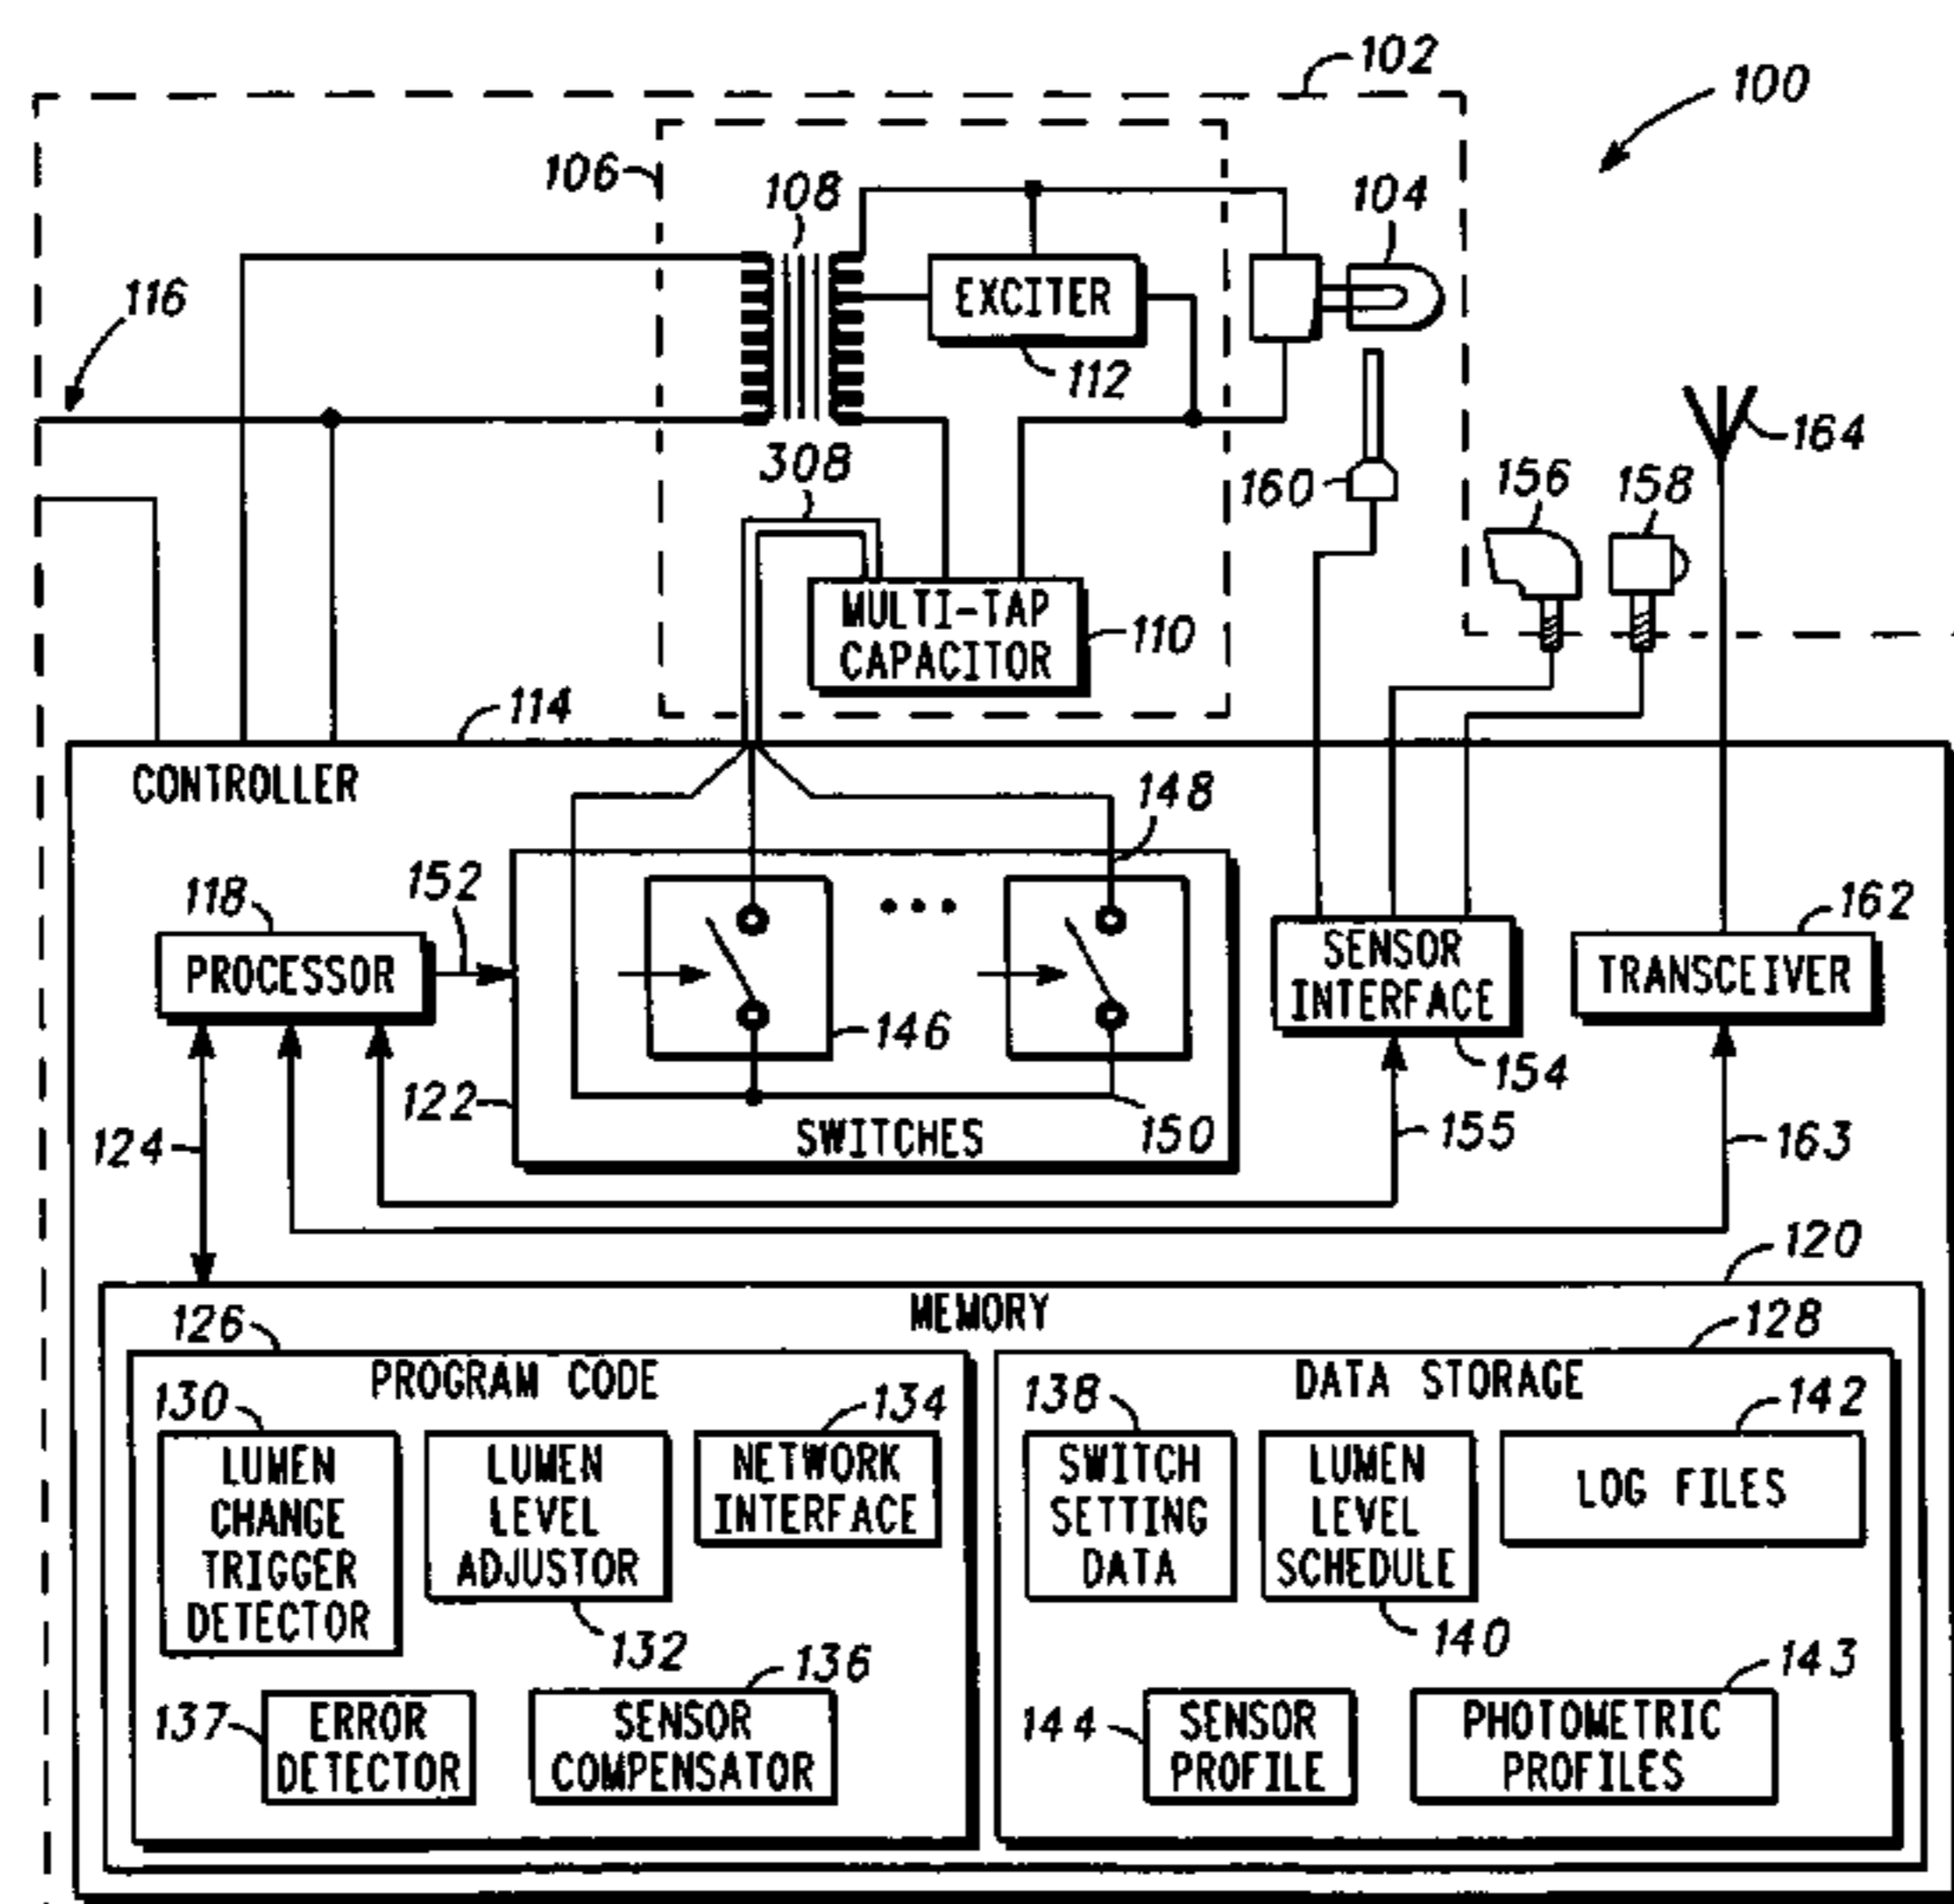 102
100
106
108
104
116
EXCITER
112
308
164
160
156
158
MULTI-TAP
CAPACITOR
110
114
CONTROLLER
148
118
152
162
PROCESSOR
SENSOR
INTERFACE
TRANSCEIVER
146
154
122
150
124
SWITCHES
155
163
120
MEMORY
126
128
PROGRAM CODE
DATA STORAGE
130
134
138
142
LUMEN
CHANGE
TRIGGER
DETECTOR
LUMEN
LEVEL
ADJUSTOR
NETWORK
INTERFACE
SWITCH
SETTING
DATA
LUMEN
LEVEL
SCHEDULE
LOG FILES
132
136
140
143
137
ERROR
DETECTOR
SENSOR
COMPENSATOR
144
SENSOR
PROFILE
PHOTOMETRIC
PROFILES